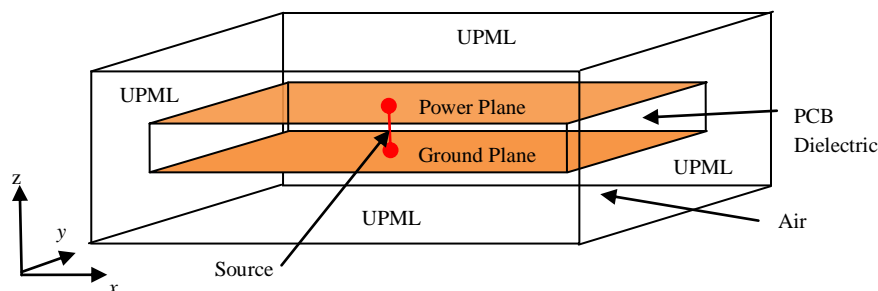 UPML
UPML
Power Plane
PCB
Dielectric
Ground Plane
UPML
z
UPML
Air
y
Source
x